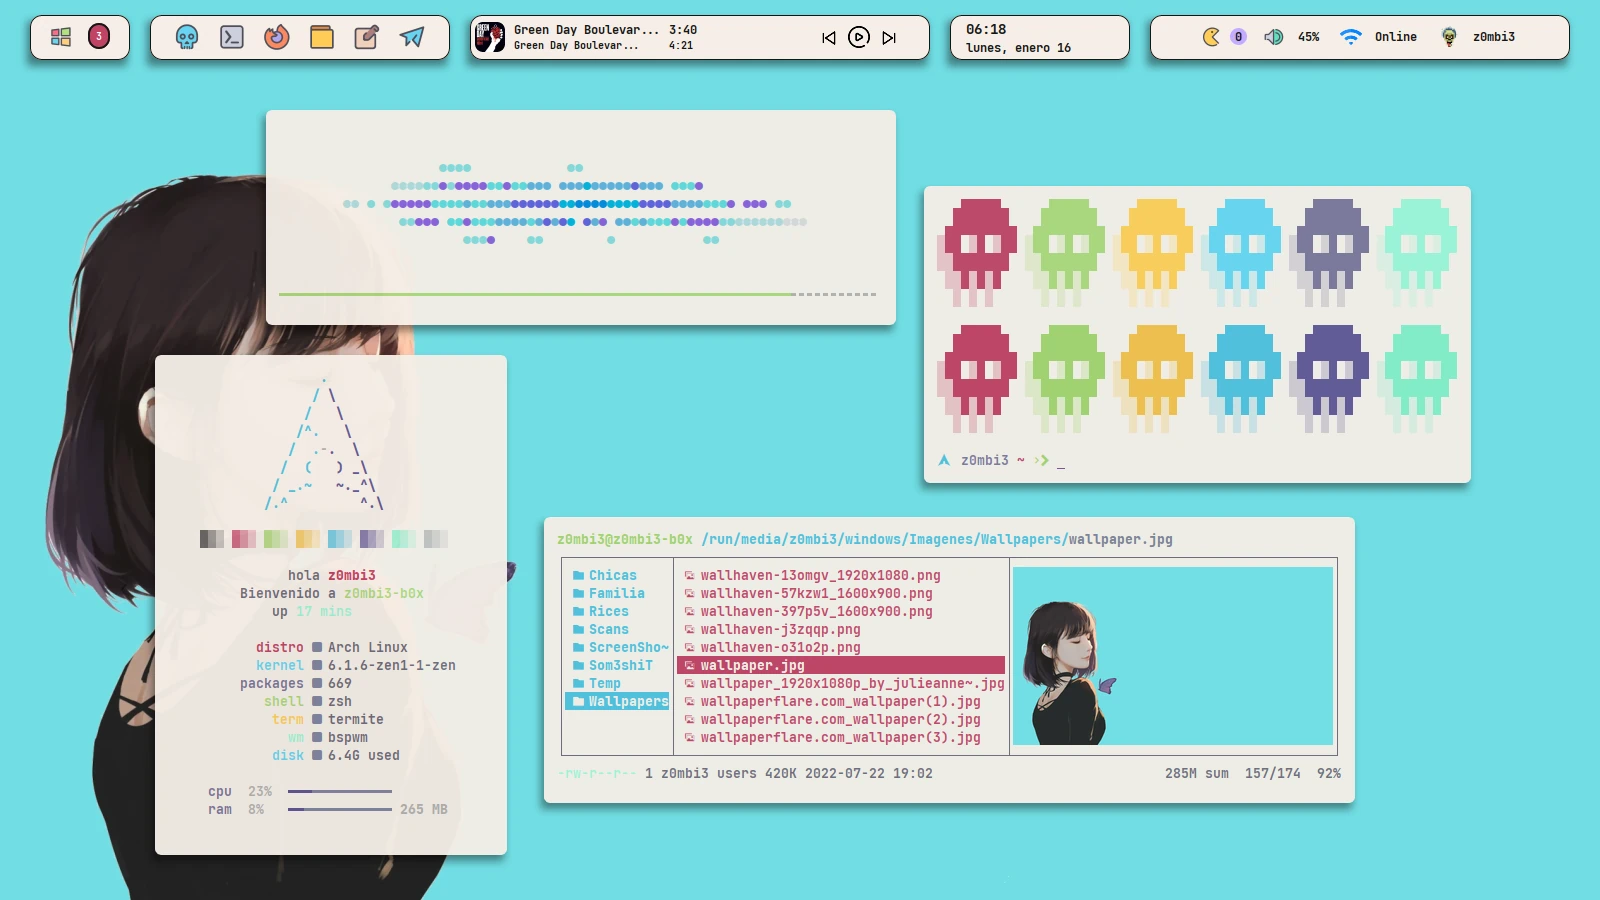 3
Green Day Boulevar... 3:40
Green Day Boulevar... 4:21
06:18
lunes, enero 16
0
45%
Online
z0mbi3
z0mbi3 ~ _
z0mbi3@z0mbi3-b0x /run/media/z0mbi3/windows/Imagenes/Wallpapers/wallpaper.jpg
Chicas
Familia
Rices
Scans
ScreenSho~
Som3shiT
Temp
Wallpapers
wallhaven-13omgv_1920x1080.png
wallhaven-57kzw1_1600x900.png
wallhaven-397p5v_1600x900.png
wallhaven-j3zqqp.png
wallhaven-o31o2p.png
wallpaper.jpg
wallpaper_1920x1080p_by_julieanne~.jpg
wallpaperflare.com_wallpaper(1).jpg
wallpaperflare.com_wallpaper(2).jpg
wallpaperflare.com_wallpaper(3).jpg
-rw-r--r-- 1 z0mbi3 users 420K 2022-07-22 19:02
285M sum 157/174 92%
hola z0mbi3
Bienvenido a z0mbi3-b0x
up 17 mins
distro Arch Linux
kernel 6.1.6-zen1-1-zen
packages 669
shell zsh
term termite
wm bspwm
disk 6.4G used
cpu 23%
ram 8% 265 MB